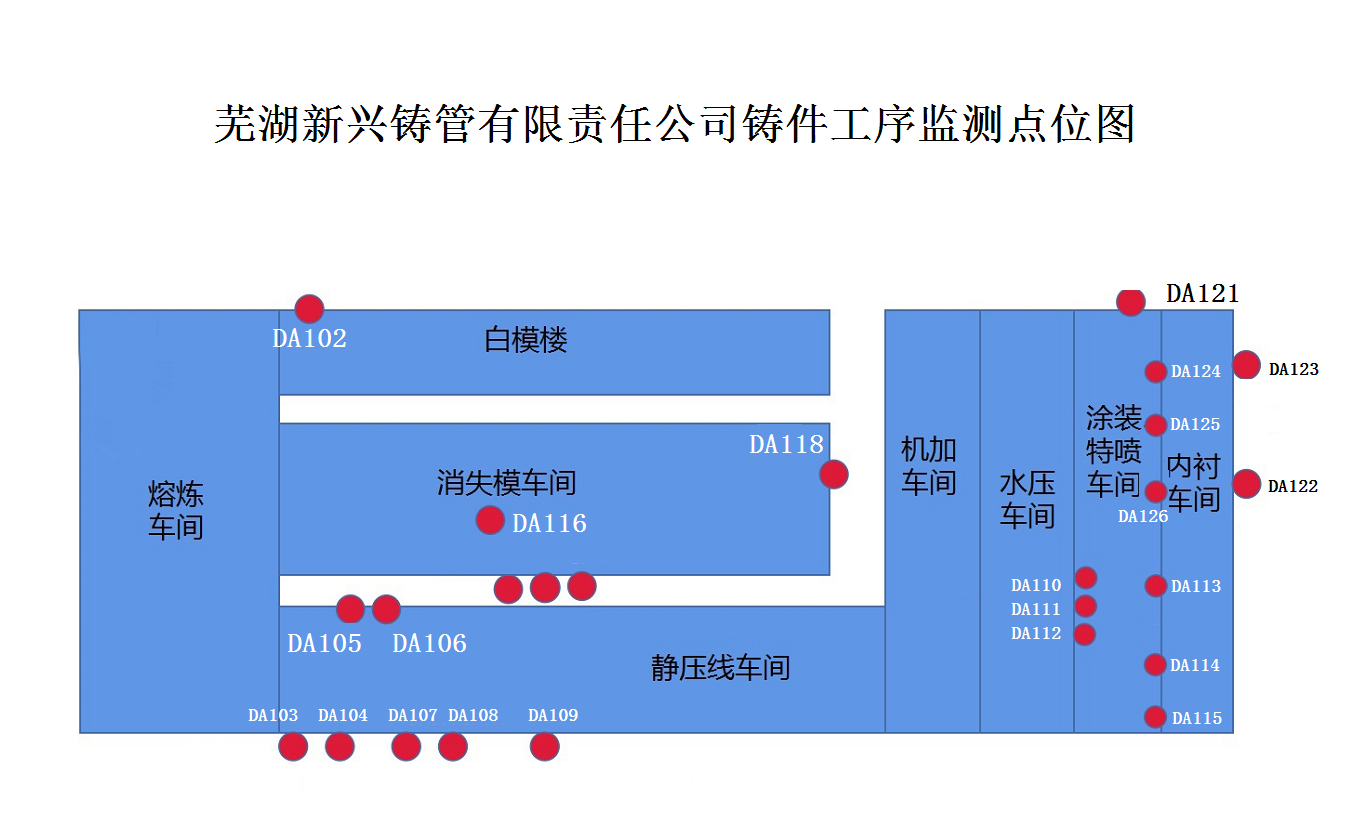 芜湖新兴铸管有限责任公司铸件工序监测点位图
DA121
DA102
白模楼
DA124
DA123
涂装
特喷
车间
DA125
DA118
机加
车间
内衬
车间
消失模车间
水压
车间
DA122
熔炼
车间
DA116
DA126
DA110
DA111
DA112
DA113
DA105
DA106
静压线车间
DA114
DA103
DA104
DA107
DA108
DA109
DA115